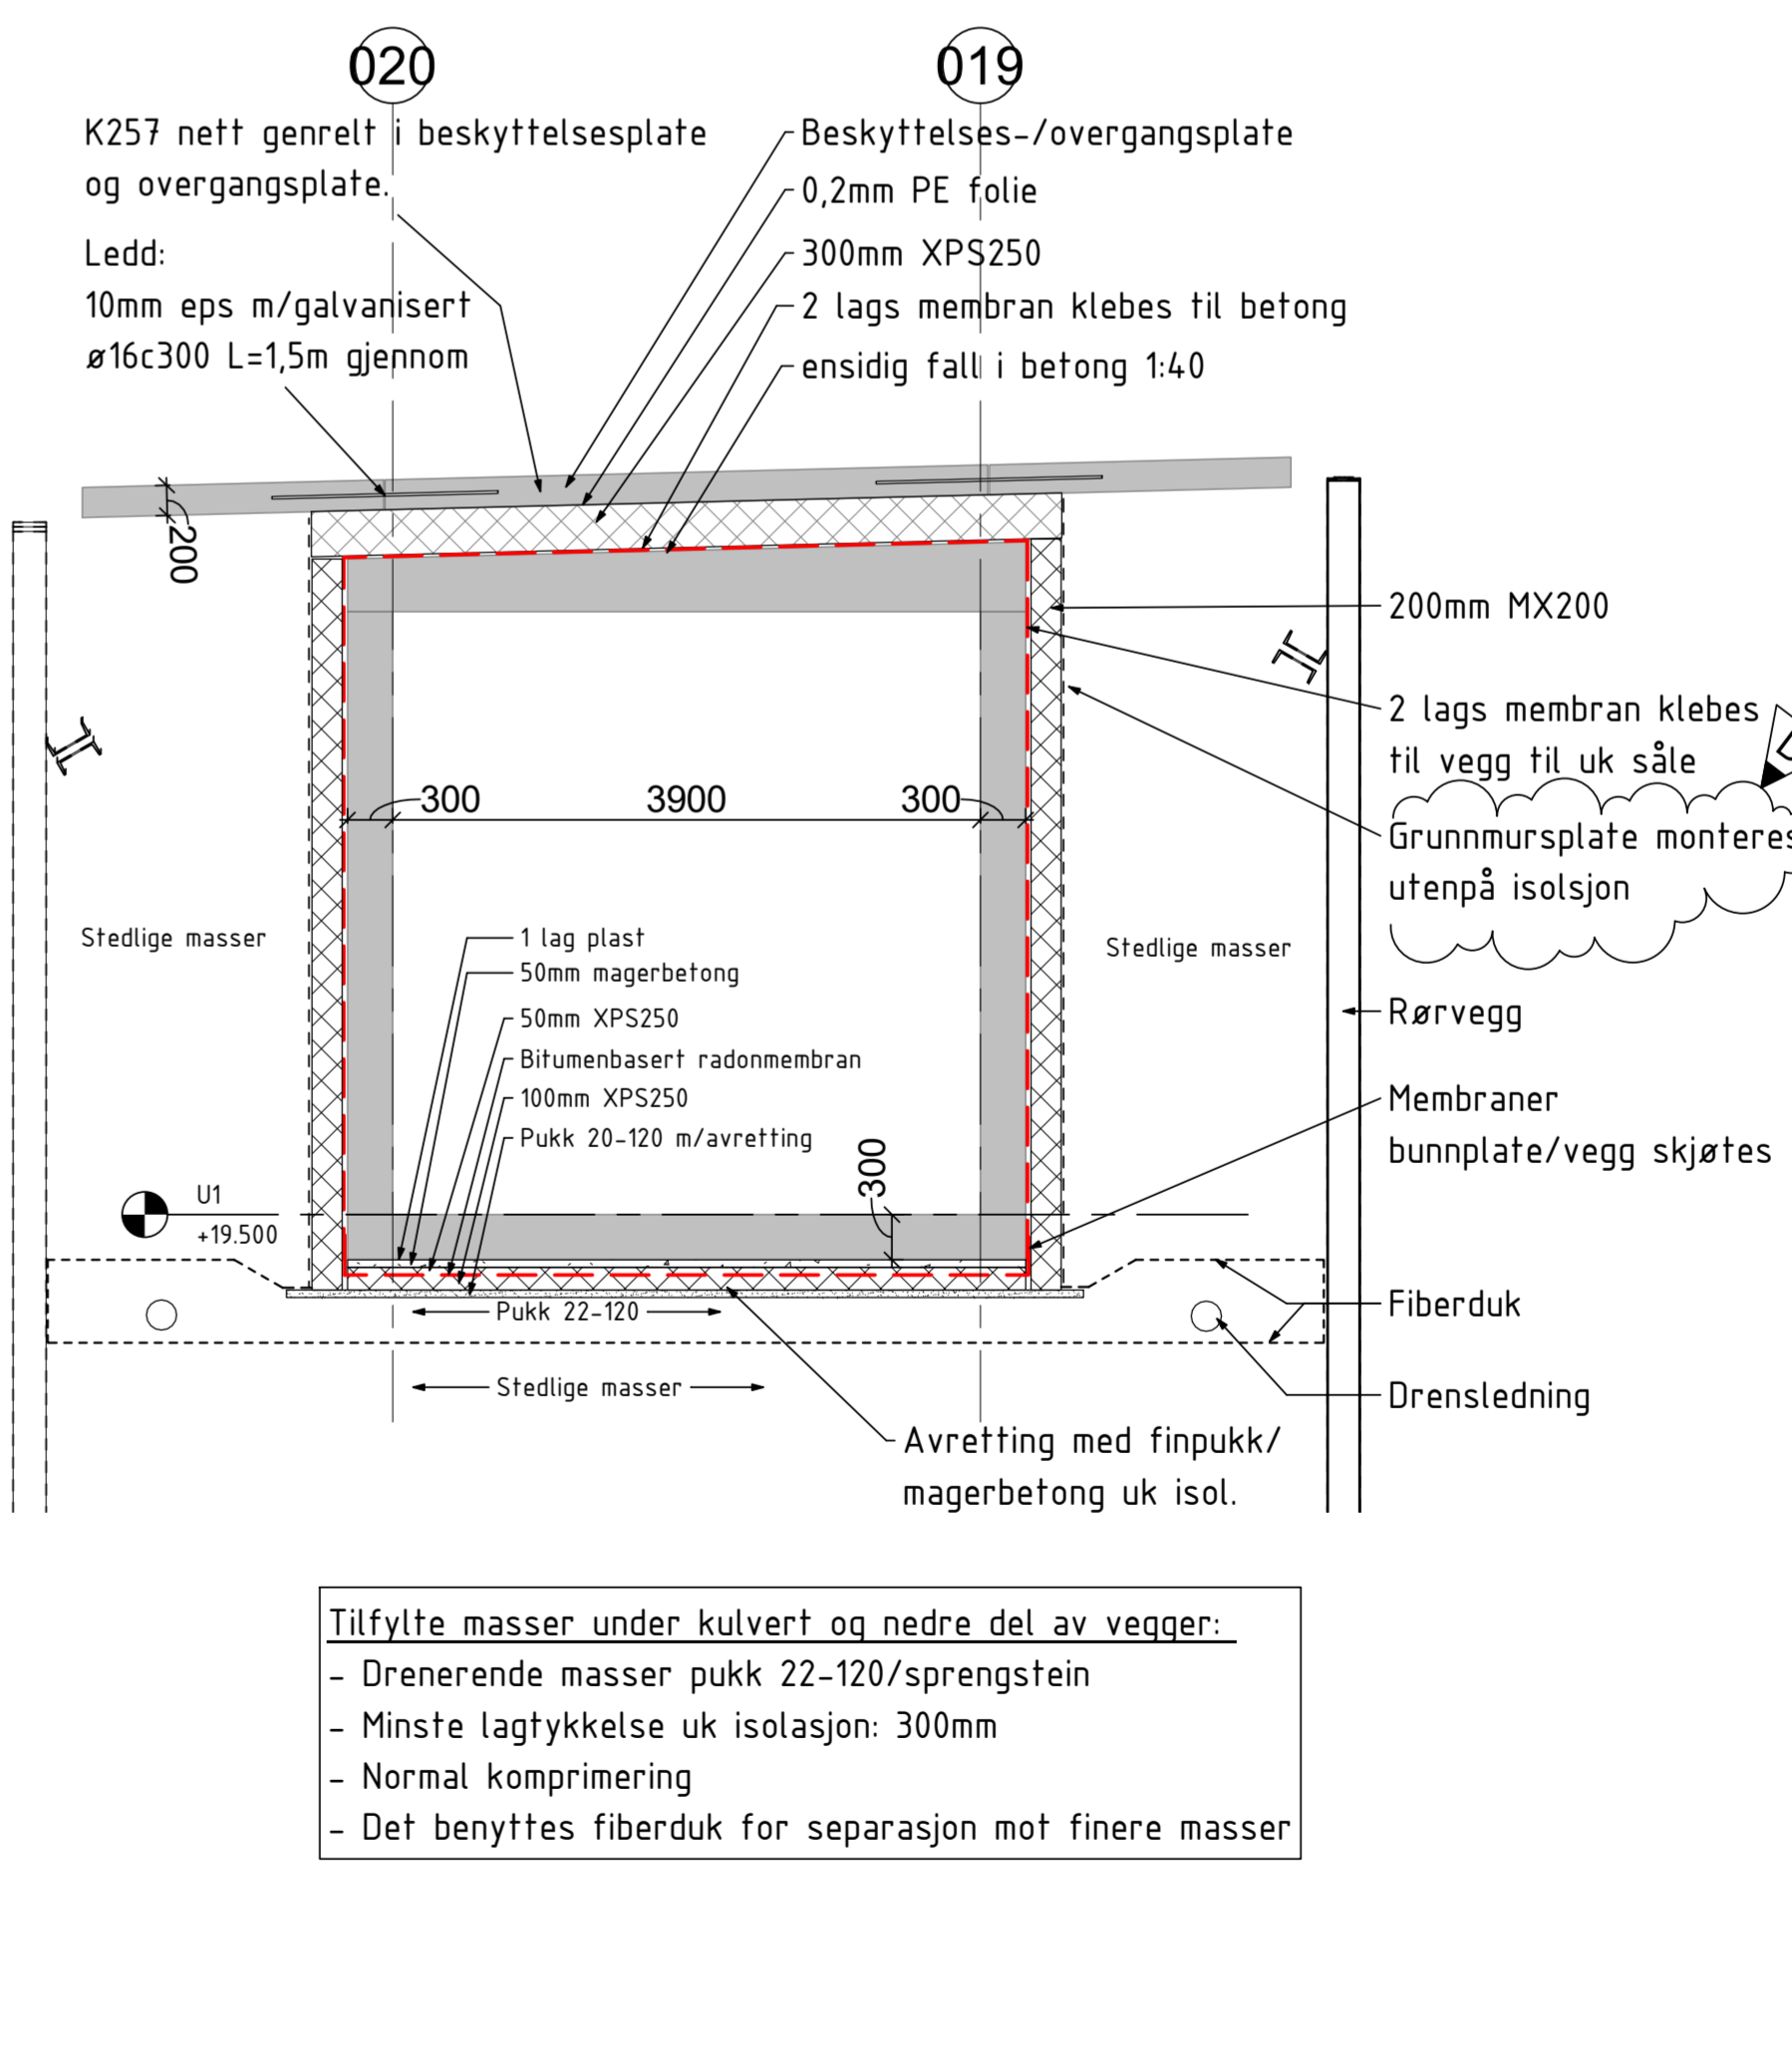 020
019
K257 nett genrelt i beskyttelsesplate
og overgangsplate.
Ledd:
10mm eps m/galvanisert
ø16c300 L=1,5m gjennom
Beskyttelses-/overgangsplate
0,2mm PE folie
300mm XPS250
2 lags membran klebes til betong
ensidig fall i betong 1:40
200
200mm MX200
2 lags membran klebes
til vegg til uk såle
300
3900
300
Grunnmursplate monteres
utenpå isolsjon
Stedlige masser
Stedlige masser
1 lag plast
50mm magerbetong
50mm XPS250
Bitumenbasert radonmembran
100mm XPS250
Pukk 20-120 m/avretting
Rørvegg
Membraner
bunnplate/vegg skjøtes
300
U1
+19.500
Pukk 22-120
Fiberduk
Stedlige masser
Drensledning
Avretting med finpukk/
magerbetong uk isol.
Tilfylte masser under kulvert og nedre del av vegger:
- Drenerende masser pukk 22-120/sprengstein
- Minste lagtykkelse uk isolasjon: 300mm
- Normal komprimering
- Det benyttes fiberduk for separasjon mot finere masser